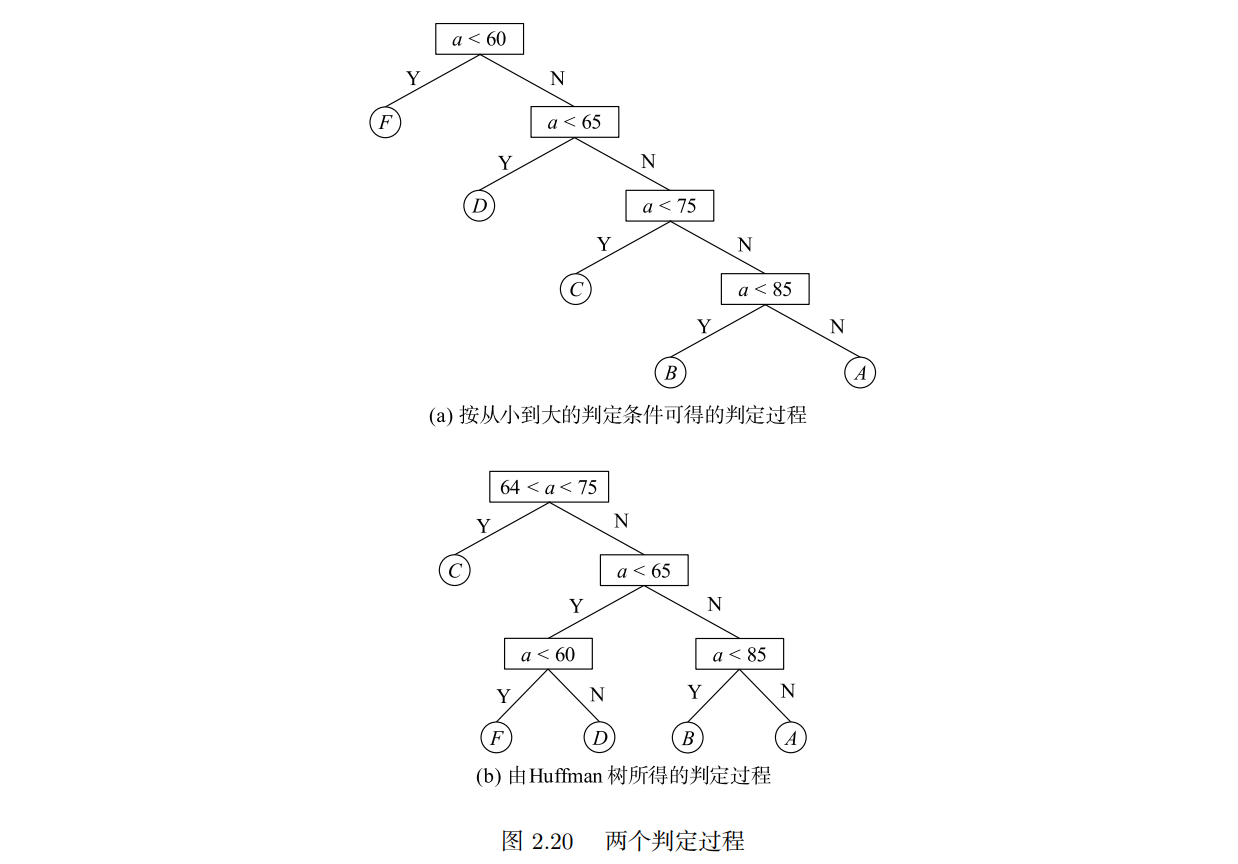 a < 60
Y N
F
a < 65
Y N
D
a < 75
Y N
C
a < 85
Y N
B A
(a) 按从小到大的判定条件可得的判定过程
64 < a < 75
Y N
C
a < 65
Y N
a < 60 a < 85
Y N Y N
F D B A
(b) 由Huffman 树所得的判定过程
图 2.20 两个判定过程